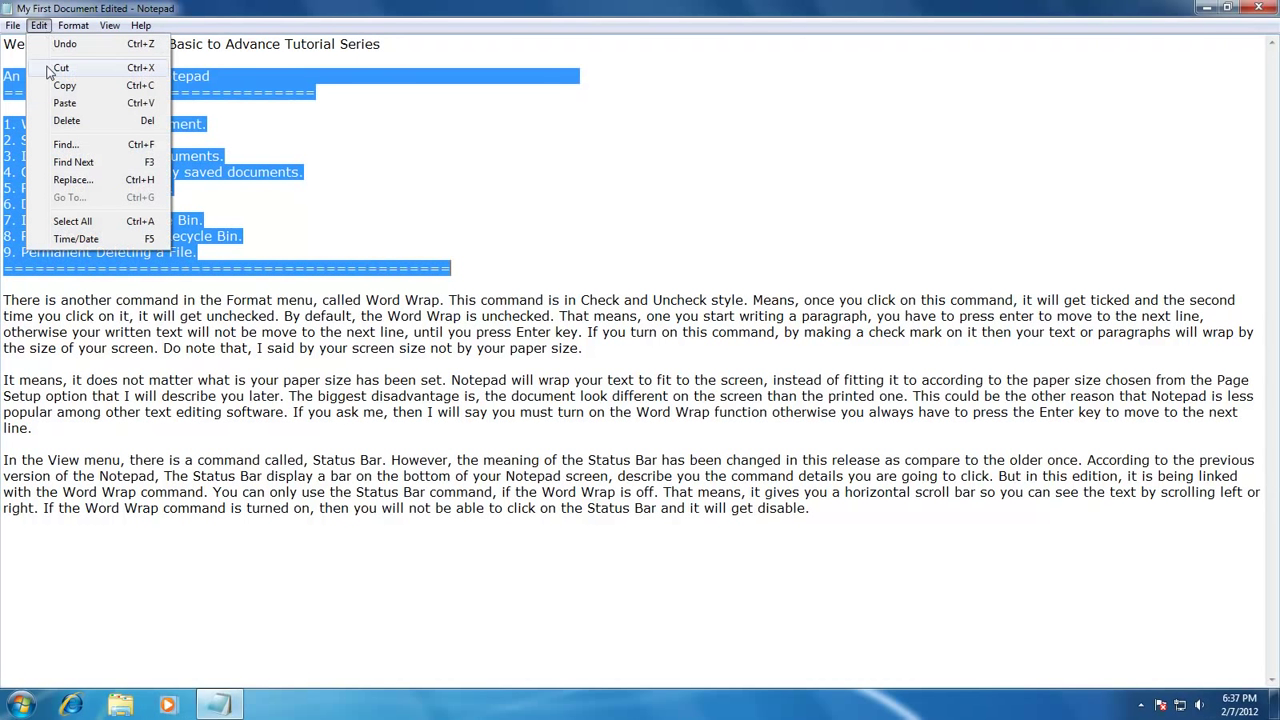 My First Document Edited - Notepad
File Edit Format View Help
We Basic to Advance Tutorial Series
Undo Ctrl+Z
Cut Ctrl+X
Copy Ctrl+C
Paste Ctrl+V
Delete Del
Find... Ctrl+F
Find Next F3
Replace... Ctrl+H
Go To... Ctrl+G
Select All Ctrl+A
Time/Date F5
An tepad
== =============
1. ment.
2. S
3. I uments.
4. y saved documents.
5.
6.
7. I Bin.
8. ecycle Bin.
9. Permanent Deleting a File.
===========================================
There is another command in the Format menu, called Word Wrap. This command is in Check and Uncheck style. Means, once you click on this command, it will get ticked and the second
time you click on it, it will get unchecked. By default, the Word Wrap is unchecked. That means, one you start writing a paragraph, you have to press enter to move to the next line,
otherwise your written text will not be move to the next line, until you press Enter key. If you turn on this command, by making a check mark on it then your text or paragraphs will wrap by
the size of your screen. Do note that, I said by your screen size not by your paper size.
It means, it does not matter what is your paper size has been set. Notepad will wrap your text to fit to the screen, instead of fitting it to according to the paper size chosen from the Page
Setup option that I will describe you later. The biggest disadvantage is, the document look different on the screen than the printed one. This could be the other reason that Notepad is less
popular among other text editing software. If you ask me, then I will say you must turn on the Word Wrap function otherwise you always have to press the Enter key to move to the next
line.
In the View menu, there is a command called, Status Bar. However, the meaning of the Status Bar has been changed in this release as compare to the older once. According to the previous
version of the Notepad, The Status Bar display a bar on the bottom of your Notepad screen, describe you the command details you are going to click. But in this edition, it is being linked
with the Word Wrap command. You can only use the Status Bar command, if the Word Wrap is off. That means, it gives you a horizontal scroll bar so you can see the text by scrolling left or
right. If the Word Wrap command is turned on, then you will not be able to click on the Status Bar and it will get disable.
6:37 PM
2/7/2012